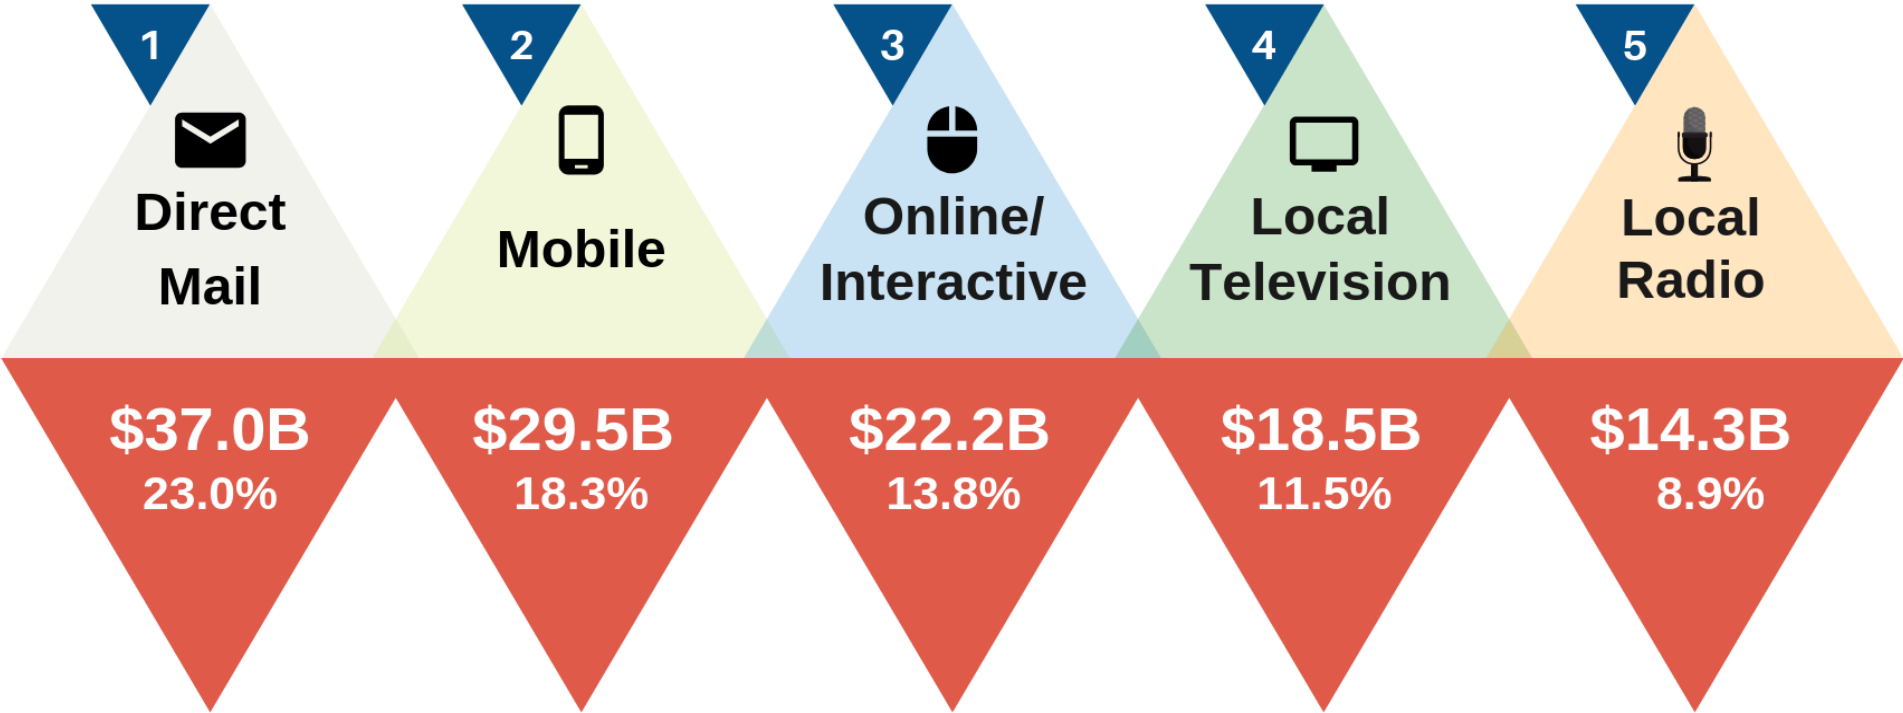 1
Direct
Mail
$37.0B
23.0%
2
Mobile
$29.5B
18.3%
3
Online/
Interactive
$22.2B
13.8%
4
Local
Television
$18.5B
11.5%
5
Local
Radio
$14.3B
8.9%